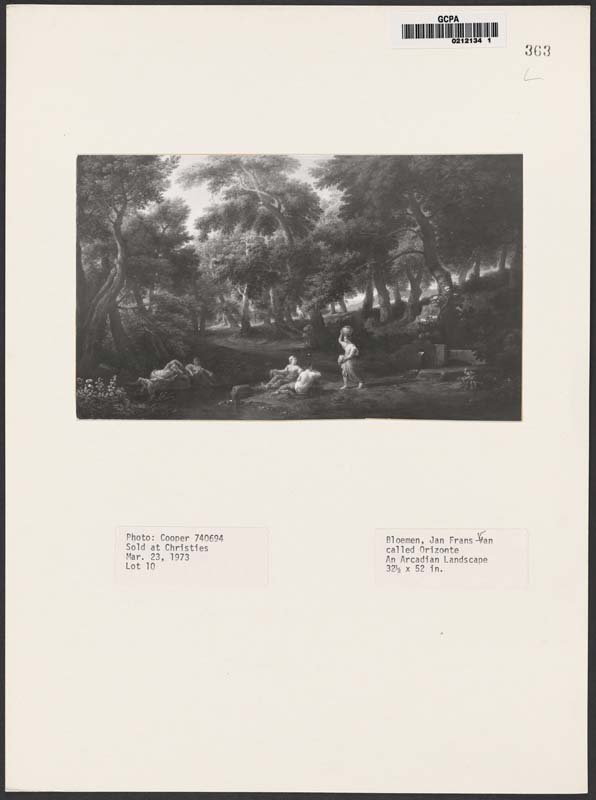 GCPA
0212134 1
363
Photo: Cooper 740694
Sold at Christies
Mar. 23, 1973
Lot 10
Bloemen, Jan Frans Van
called Orizonte
An Arcadian Landscape
32½ x 52 in.